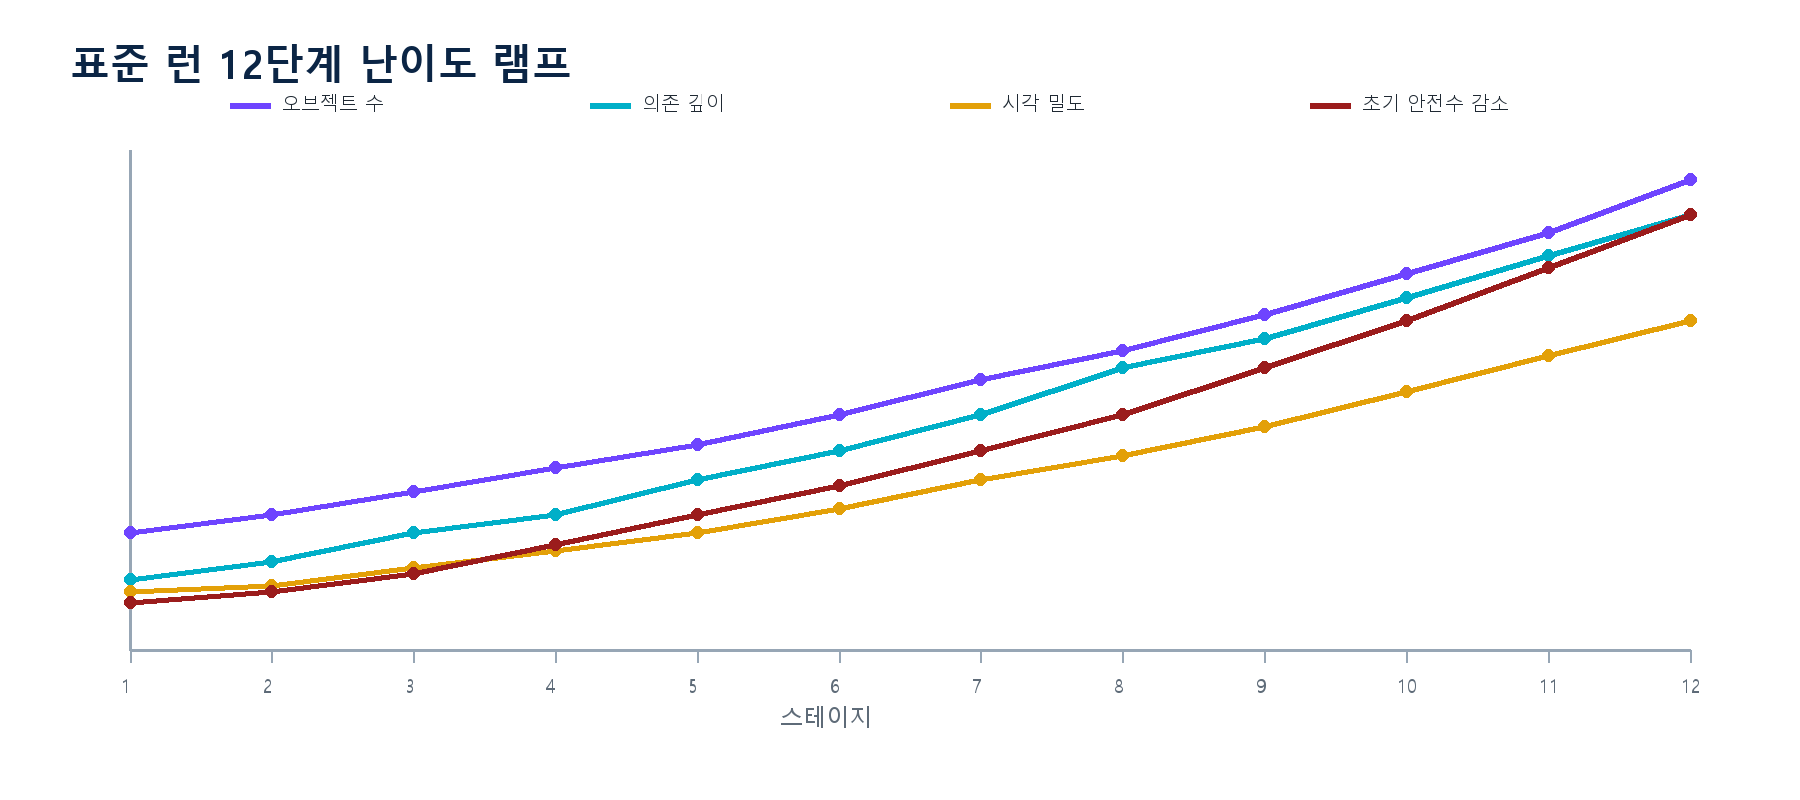 표준 런 12단계 난이도 램프
오브젝트 수 의존 깊이 시각 밀도 초기 안전수 감소
1 2 3 4 5 6 7 8 9 10 11 12
스테이지